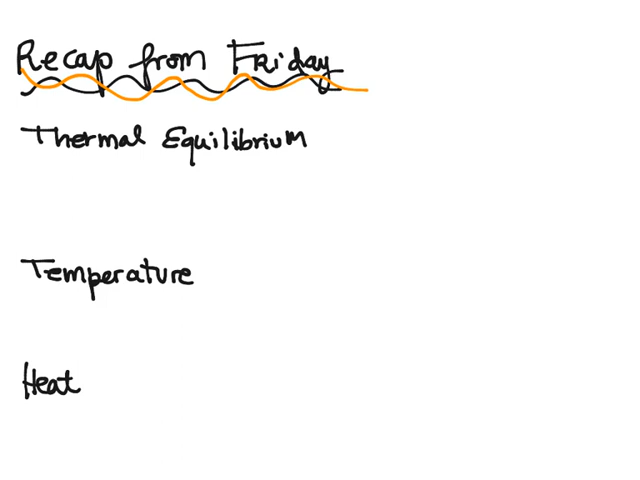 Recap from Friday
Thermal Equilibrium
Temperature
Heat